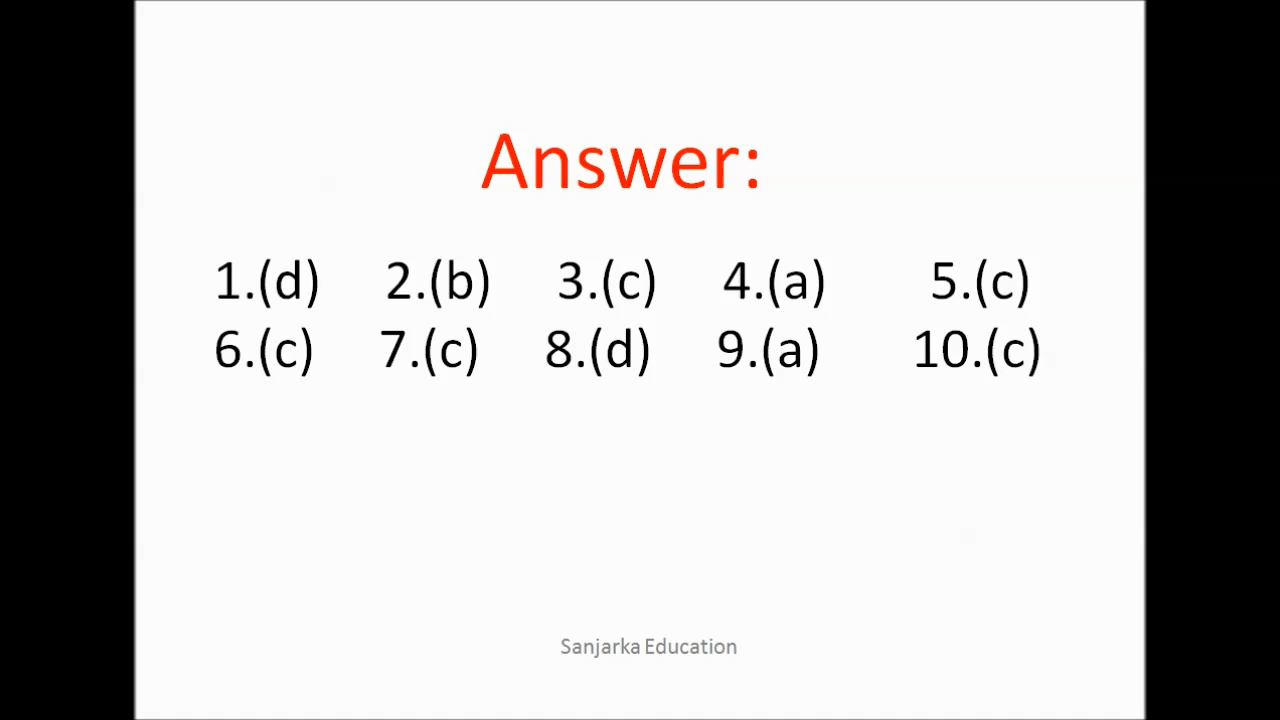 Answer:
1.(d) 2.(b) 3.(c) 4.(a) 5.(c)
6.(c) 7.(c) 8.(d) 9.(a) 10.(c)
Sanjarka Education